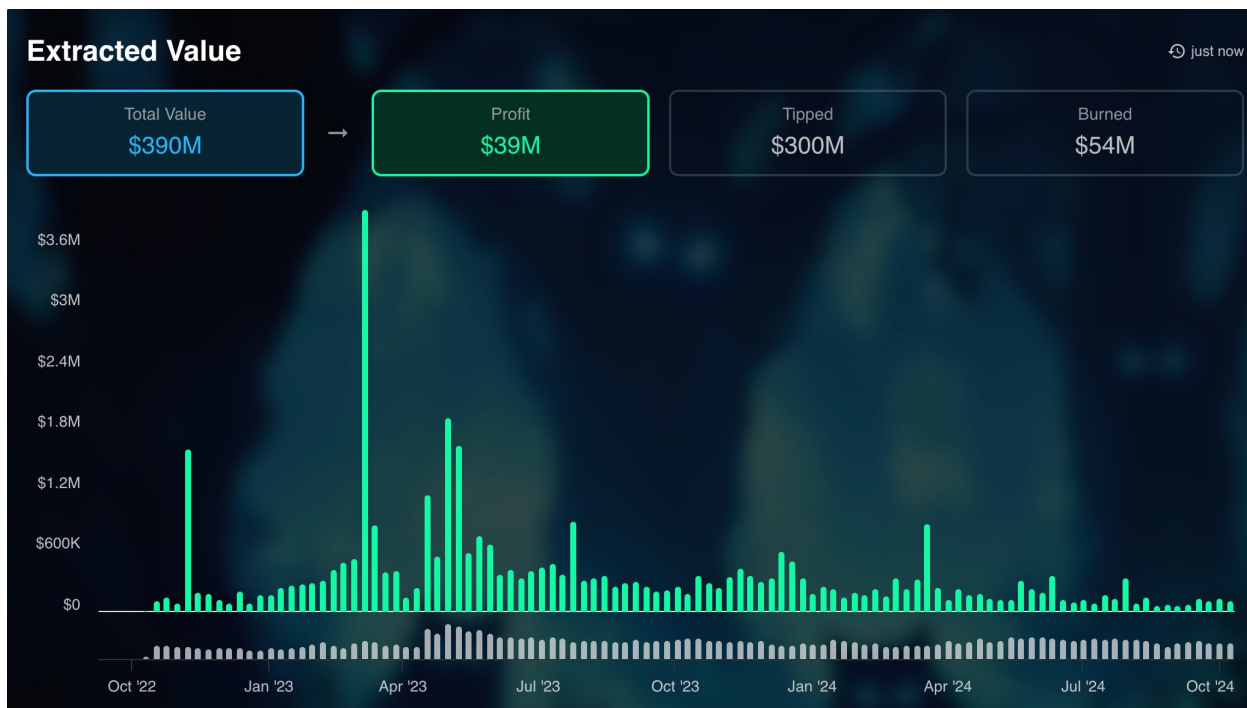 Extracted Value
just now
Total Value
$390M
→
Profit
$39M
Tipped
$300M
Burned
$54M
$3.6M
$3M
$2.4M
$1.8M
$1.2M
$600K
$0
Oct '22
Jan '23
Apr '23
Jul '23
Oct '23
Jan '24
Apr '24
Jul '24
Oct '24